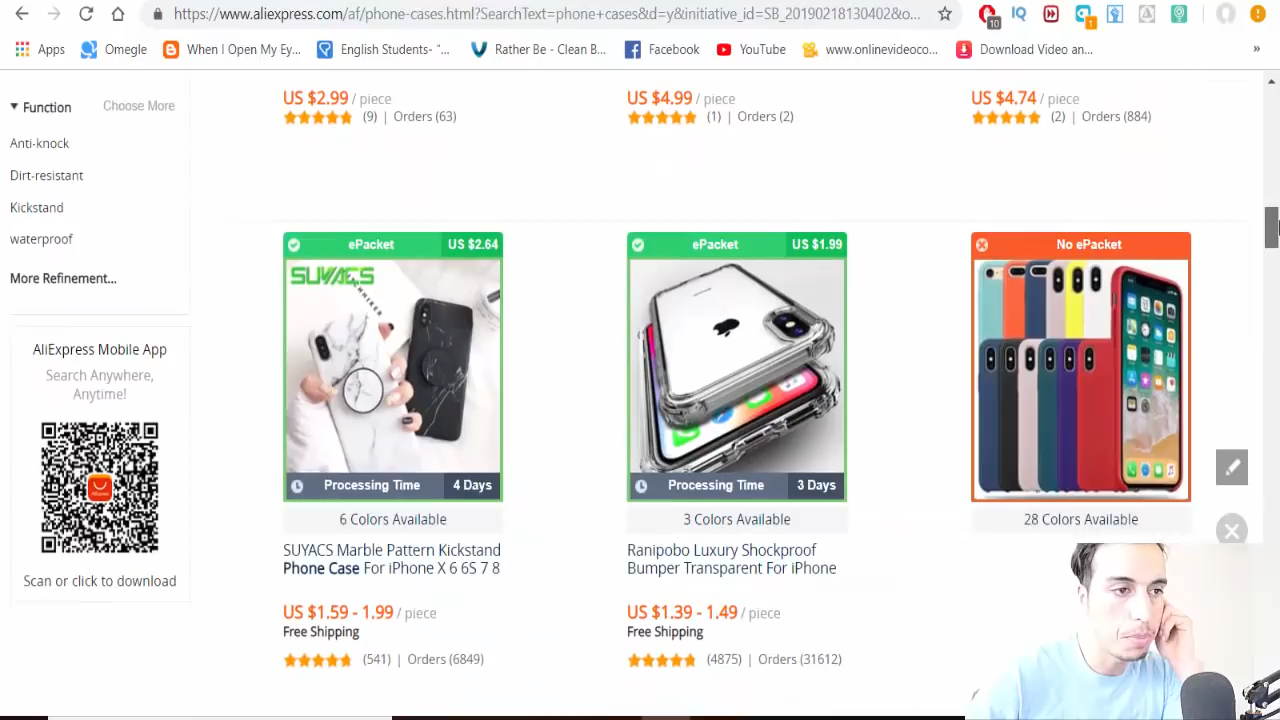 https://www.aliexpress.com/af/phone-cases.html?SearchText=phone+cases&d=y&initiative_id=SB_20190218130402&o...
10
1
Apps
Omegle
When I Open My Ey...
English Students- "...
Rather Be - Clean B...
Facebook
YouTube
www.onlinevideoco...
Download Video an...
»
Function
Choose More
Anti-knock
Dirt-resistant
Kickstand
waterproof
More Refinement...
AliExpress Mobile App
Search Anywhere,
Anytime!
Scan or click to download
US $2.99 / piece
(9) | Orders (63)
US $4.99 / piece
(1) | Orders (2)
US $4.74 / piece
(2) | Orders (884)
ePacket US $2.64
SUVACS
Processing Time 4 Days
6 Colors Available
SUYACS Marble Pattern Kickstand
Phone Case For iPhone X 6 6S 7 8
US $1.59 - 1.99 / piece
Free Shipping
(541) | Orders (6849)
ePacket US $1.99
Processing Time 3 Days
3 Colors Available
Ranipobo Luxury Shockproof
Bumper Transparent For iPhone
US $1.39 - 1.49 / piece
Free Shipping
(4875) | Orders (31612)
No ePacket
28 Colors Available